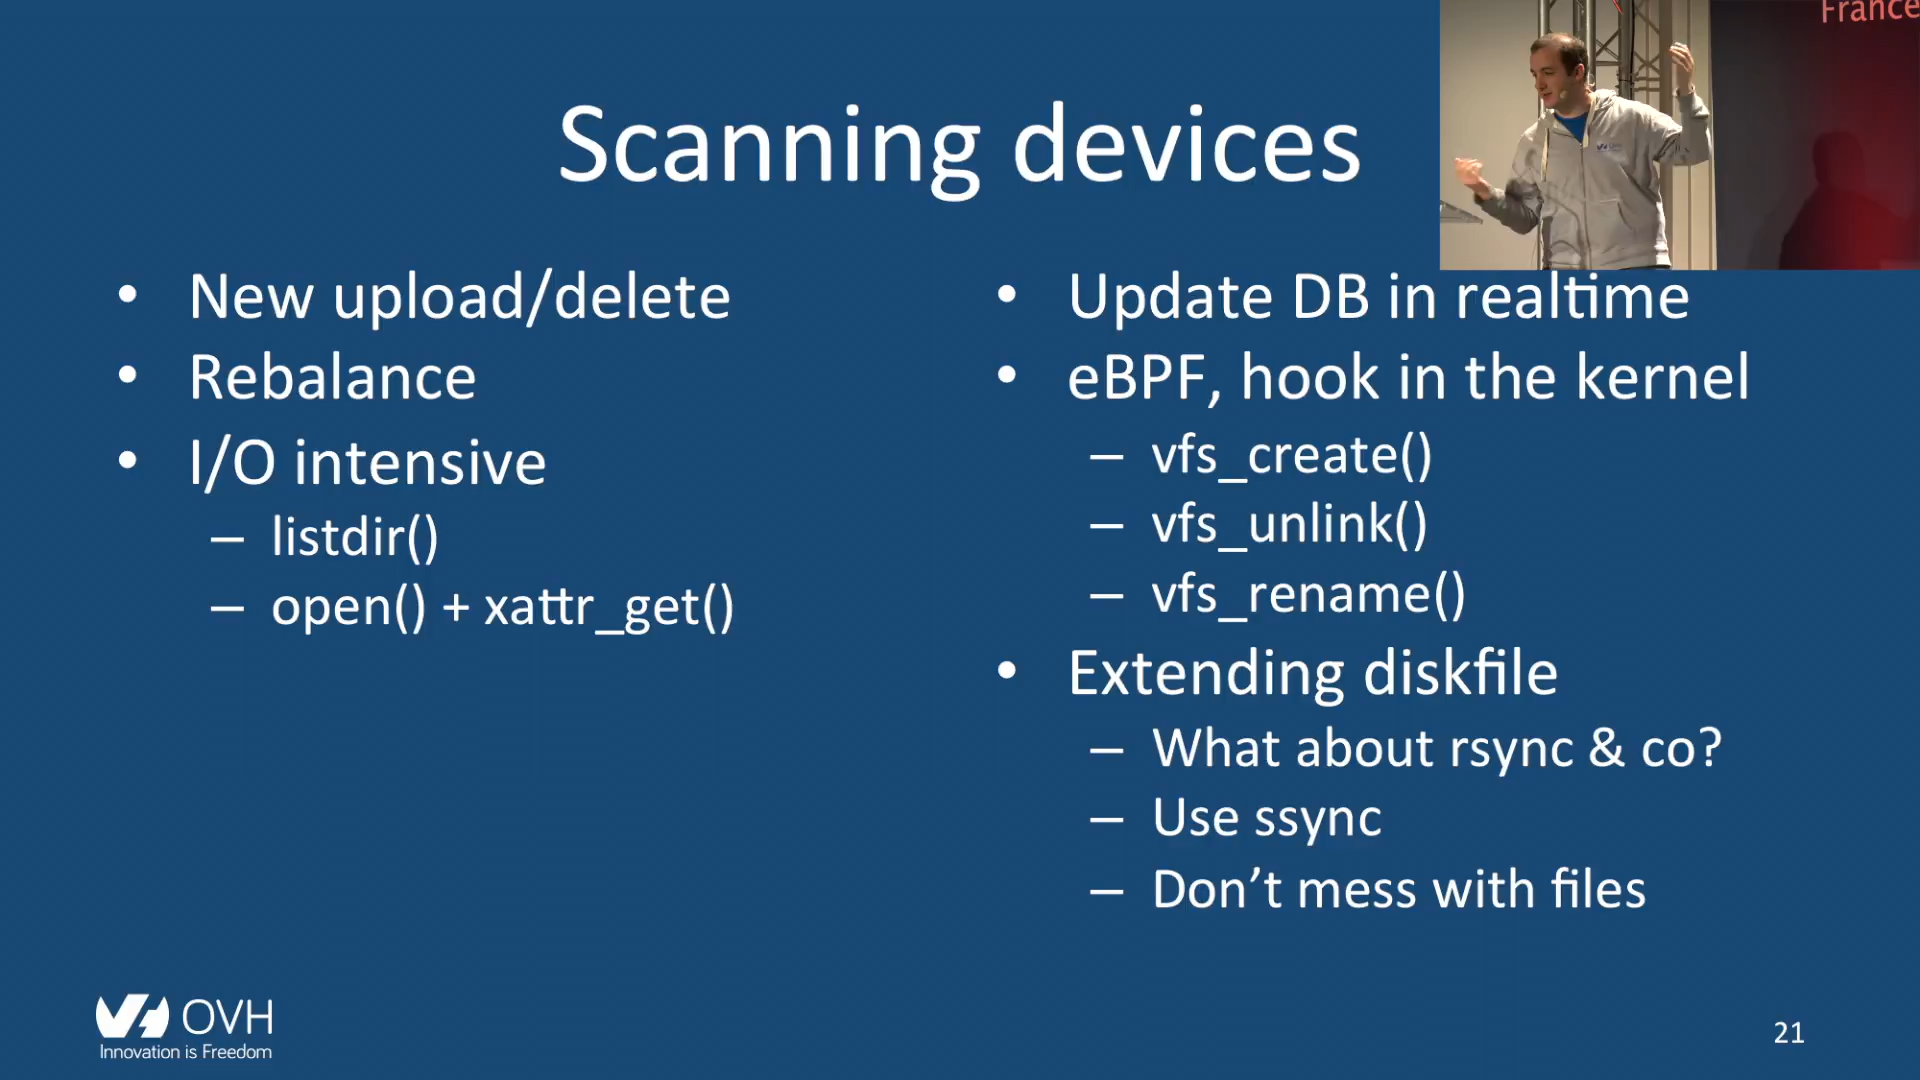 France
Scanning devices
• New upload/delete
• Rebalance
• I/O intensive
– listdir()
– open() + xattr_get()
• Update DB in realtime
• eBPF, hook in the kernel
– vfs_create()
– vfs_unlink()
– vfs_rename()
• Extending diskfile
– What about rsync & co?
– Use ssync
– Don’t mess with files
OVH
Innovation is Freedom
21